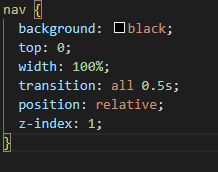 nav {
background: black;
top: 0;
width: 100%;
transition: all 0.5s;
position: relative;
z-index: 1;
}